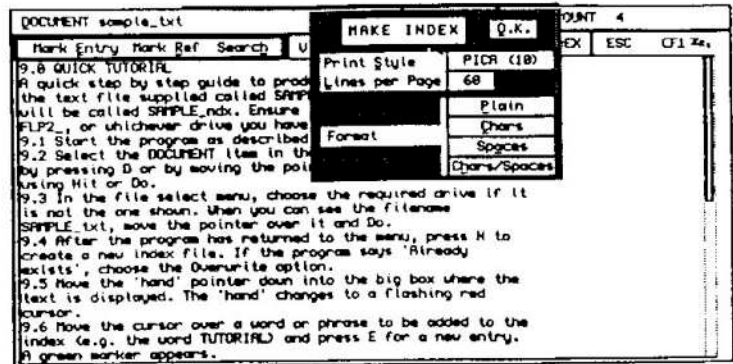 DOCUMENT sample_txt
OUNT 4
MAKE INDEX O.K.
Mark Entry Mark Ref Search
EX ESC CF1
Print Style PICA (10)
Lines per Page 60
Format
Plain
Chars
Spaces
Chars/Spaces
9.0 QUICK TUTORIAL
A quick step by step guide to prod
the text file supplied called SAMP
will be called SAMPLE_ndx. Ensure
FLP2_, or whichever drive you have
9.1 Start the program as described
9.2 Select the DOCUMENT item in th
by pressing D or by moving the poi
using Hit or Do.
9.3 In the file select menu, choose the required drive if it
is not the one shown. When you can see the filename
SAMPLE_txt, move the pointer over it and Do.
9.4 After the program has returned to the menu, press N to
create a new index file. If the program says 'Already
exists', choose the Overwrite option.
9.5 Move the 'hand' pointer down into the big box where the
text is displayed. The 'hand' changes to a flashing red
cursor.
9.6 Move the cursor over a word or phrase to be added to the
index (e.g. the word TUTORIAL) and press E for a new entry.
A green marker appears.